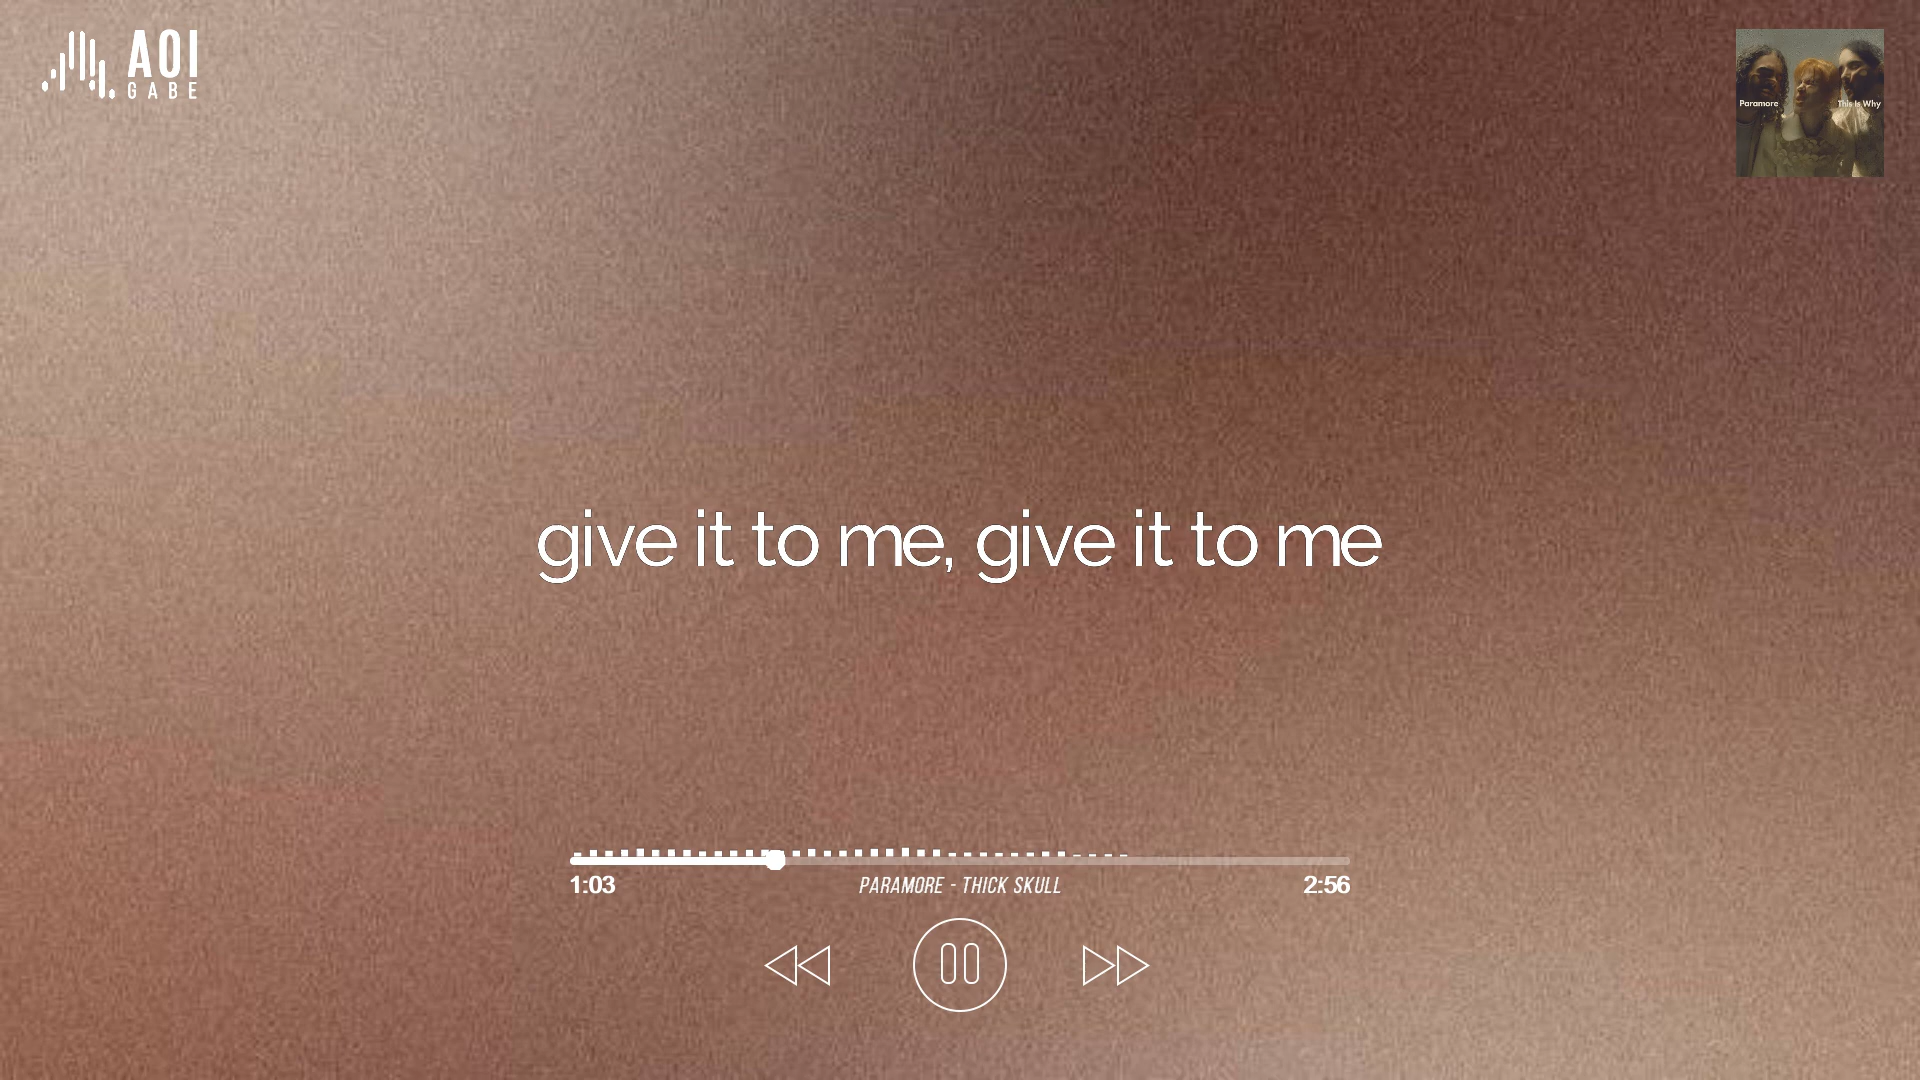 AOI
GABE
Paramore
This Is Why
give it to me, give it to me
1:03
PARAMORE - THICK SKULL
2:56